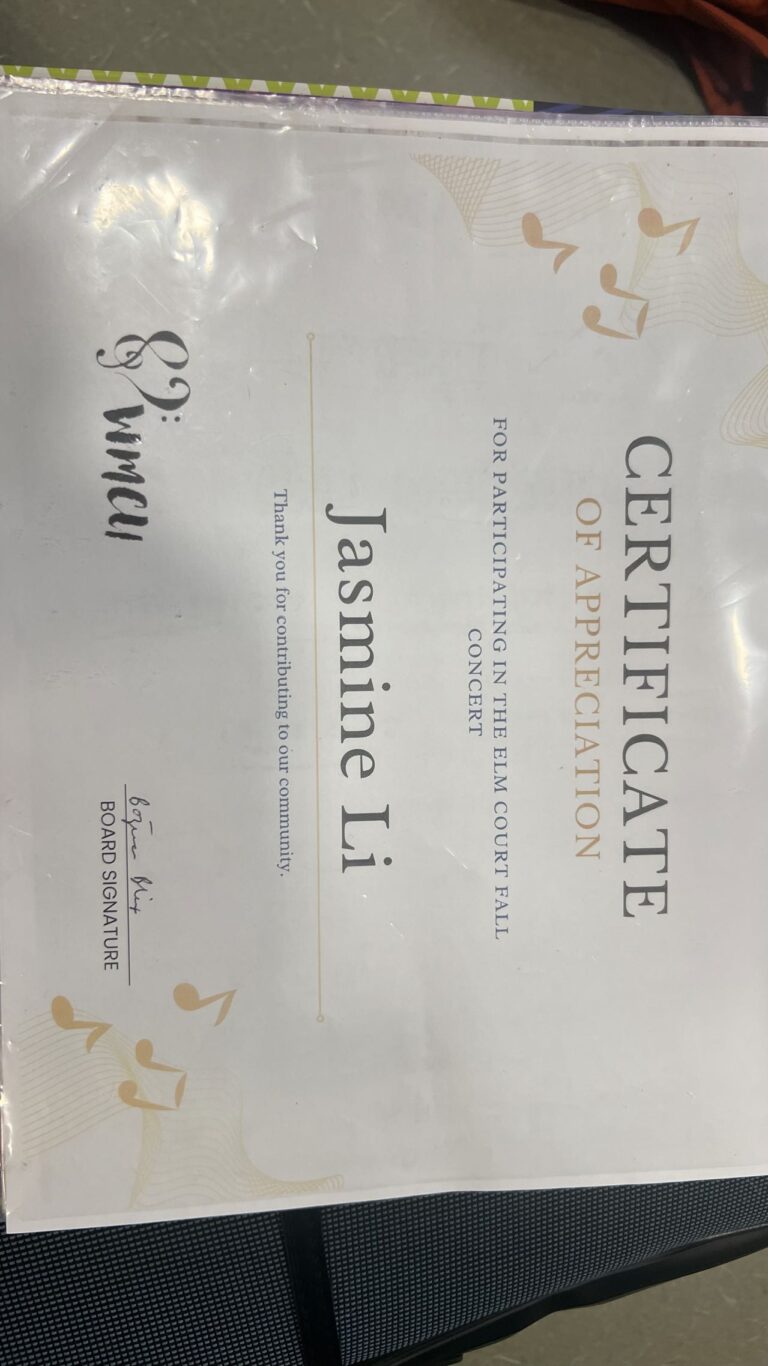 CERTIFICATE
OF APPRECIATION
FOR PARTICIPATING IN THE ELM COURT FALL
CONCERT
Jasmine Li
Thank you for contributing to our community.
WMCU
BOARD SIGNATURE